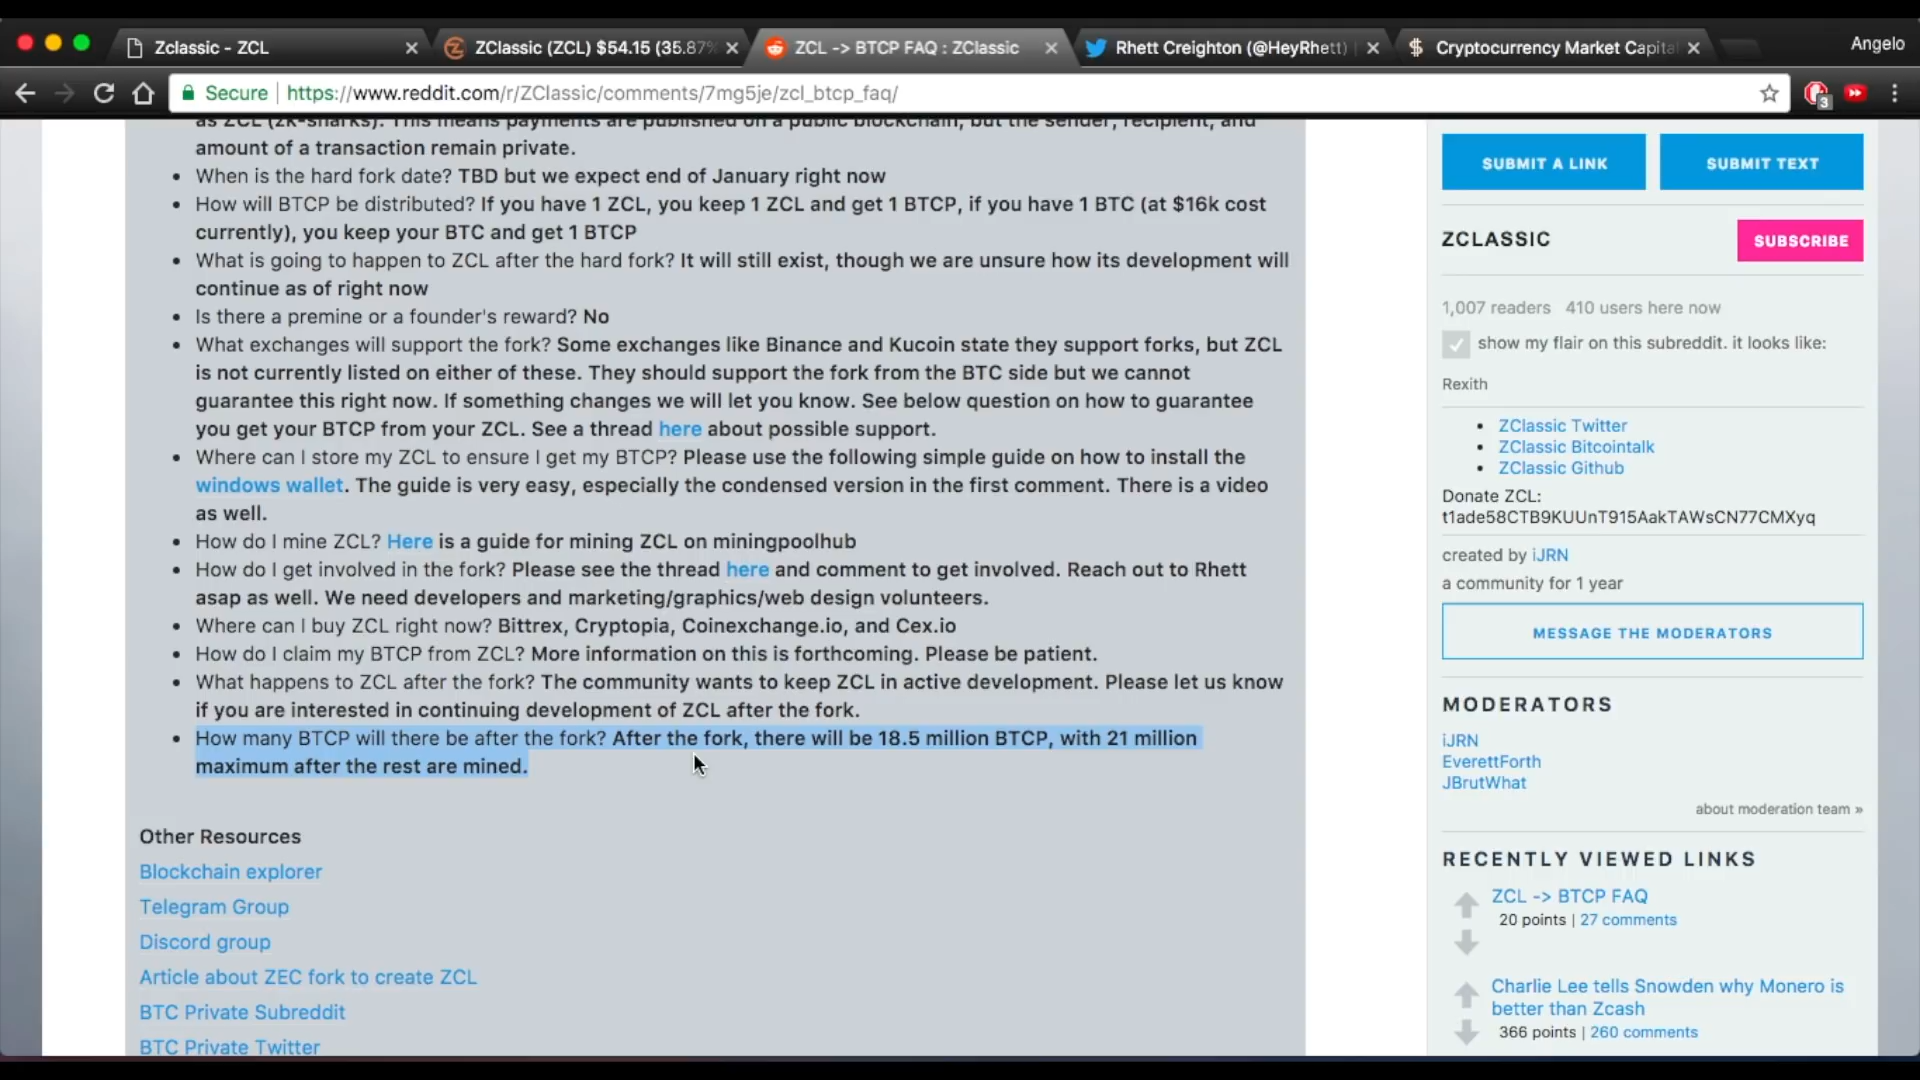 Zclassic - ZCL
ZClassic (ZCL) $54.15 (35.87%
ZCL -> BTCP FAQ : ZClassic
Rhett Creighton (@HeyRhett) |
Cryptocurrency Market Capital
Angelo
Secure
https://www.reddit.com/r/ZClassic/comments/7mg5je/zcl_btcp_faq/
3
as ZCL (zk-snarks). This means payments are published on a public blockchain, but the sender, recipient, and
amount of a transaction remain private.
• When is the hard fork date? TBD but we expect end of January right now
• How will BTCP be distributed? If you have 1 ZCL, you keep 1 ZCL and get 1 BTCP, if you have 1 BTC (at $16k cost
currently), you keep your BTC and get 1 BTCP
• What is going to happen to ZCL after the hard fork? It will still exist, though we are unsure how its development will
continue as of right now
• Is there a premine or a founder's reward? No
• What exchanges will support the fork? Some exchanges like Binance and Kucoin state they support forks, but ZCL
is not currently listed on either of these. They should support the fork from the BTC side but we cannot
guarantee this right now. If something changes we will let you know. See below question on how to guarantee
you get your BTCP from your ZCL. See a thread here about possible support.
• Where can I store my ZCL to ensure I get my BTCP? Please use the following simple guide on how to install the
windows wallet. The guide is very easy, especially the condensed version in the first comment. There is a video
as well.
• How do I mine ZCL? Here is a guide for mining ZCL on miningpoolhub
• How do I get involved in the fork? Please see the thread here and comment to get involved. Reach out to Rhett
asap as well. We need developers and marketing/graphics/web design volunteers.
• Where can I buy ZCL right now? Bittrex, Cryptopia, Coinexchange.io, and Cex.io
• How do I claim my BTCP from ZCL? More information on this is forthcoming. Please be patient.
• What happens to ZCL after the fork? The community wants to keep ZCL in active development. Please let us know
if you are interested in continuing development of ZCL after the fork.
• How many BTCP will there be after the fork? After the fork, there will be 18.5 million BTCP, with 21 million
maximum after the rest are mined.
Other Resources
Blockchain explorer
Telegram Group
Discord group
Article about ZEC fork to create ZCL
BTC Private Subreddit
BTC Private Twitter
SUBMIT A LINK
SUBMIT TEXT
ZCLASSIC
SUBSCRIBE
1,007 readers 410 users here now
show my flair on this subreddit. it looks like:
Rexith
• ZClassic Twitter
• ZClassic Bitcointalk
• ZClassic Github
Donate ZCL:
t1ade58CTB9KUUnT915AakTAWsCN77CMXyq
created by iJRN
a community for 1 year
MESSAGE THE MODERATORS
MODERATORS
iJRN
EverettForth
JBrutWhat
about moderation team »
RECENTLY VIEWED LINKS
ZCL -> BTCP FAQ
20 points | 27 comments
Charlie Lee tells Snowden why Monero is
better than Zcash
366 points | 260 comments